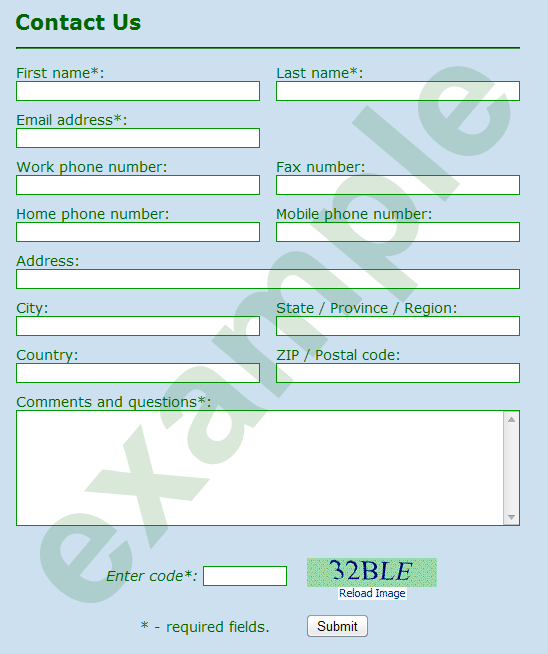 Contact Us
First name*: Last name*:
Email address*:
Work phone number: Fax number:
Home phone number: Mobile phone number:
Address:
City: State / Province / Region:
Country: ZIP / Postal code:
Comments and questions*:
example
Enter code*: 32BLE
Reload Image
* - required fields. Submit